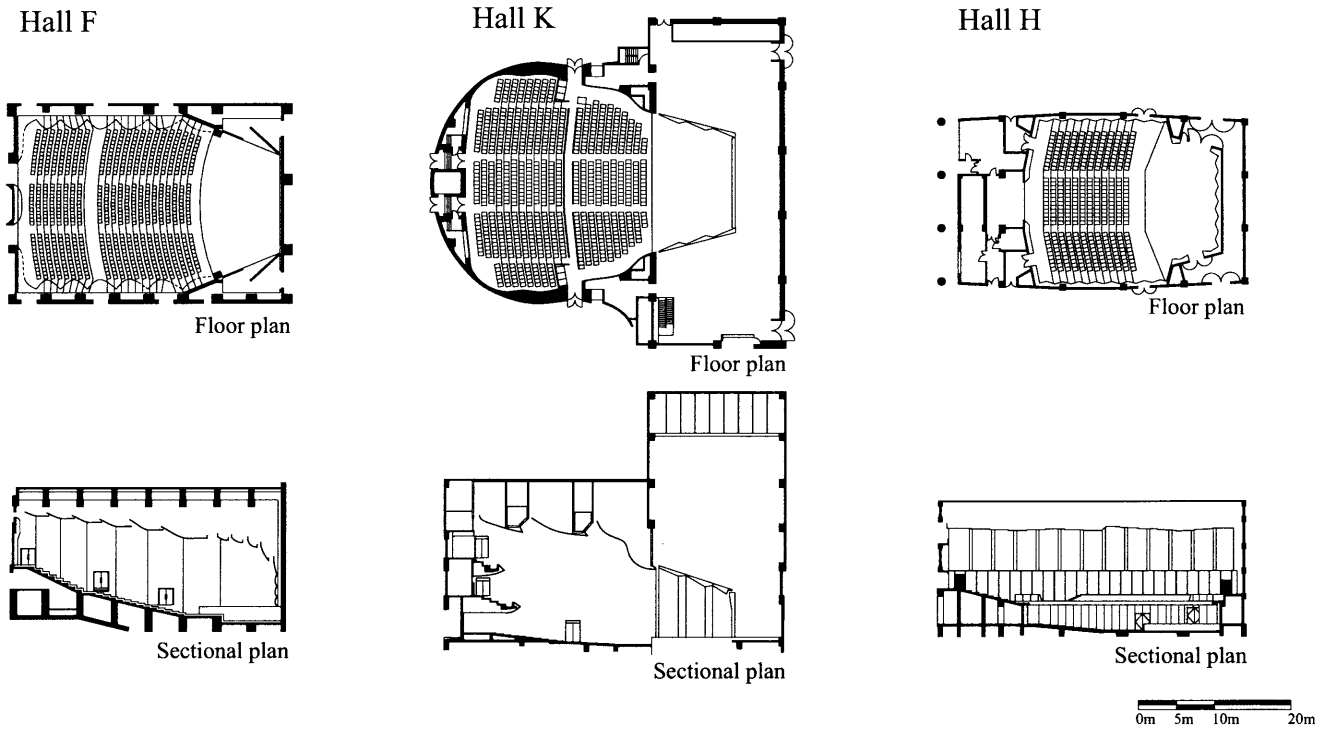 Hall F
Hall K
Hall H
Floor plan
Floor plan
Floor plan
Sectional plan
Sectional plan
Sectional plan
0m 5m 10m 20m